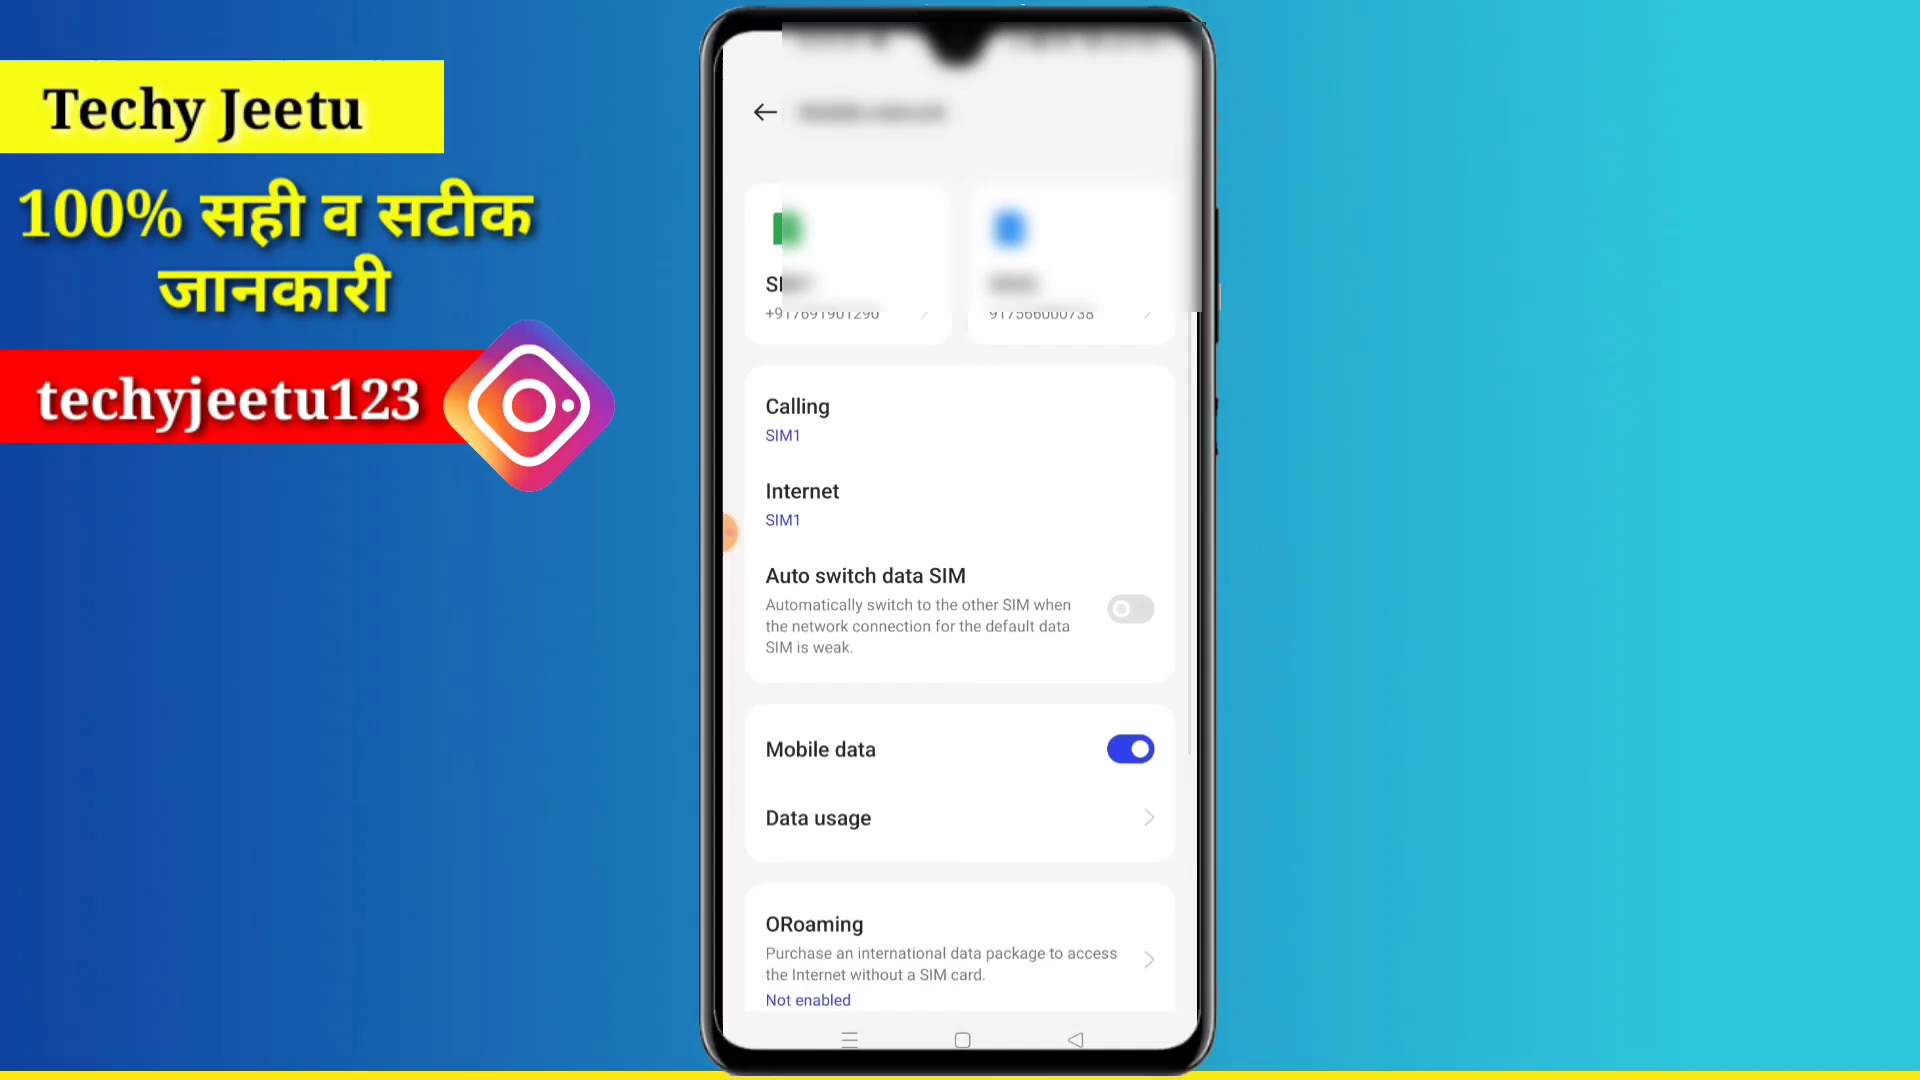 Techy Jeetu
100% सही व सटीक
जानकारी
techyjeetu123
Calling
SIM1
Internet
SIM1
Auto switch data SIM
Automatically switch to the other SIM when
the network connection for the default data
SIM is weak.
Mobile data
Data usage
ORoaming
Purchase an international data package to access
the Internet without a SIM card.
Not enabled